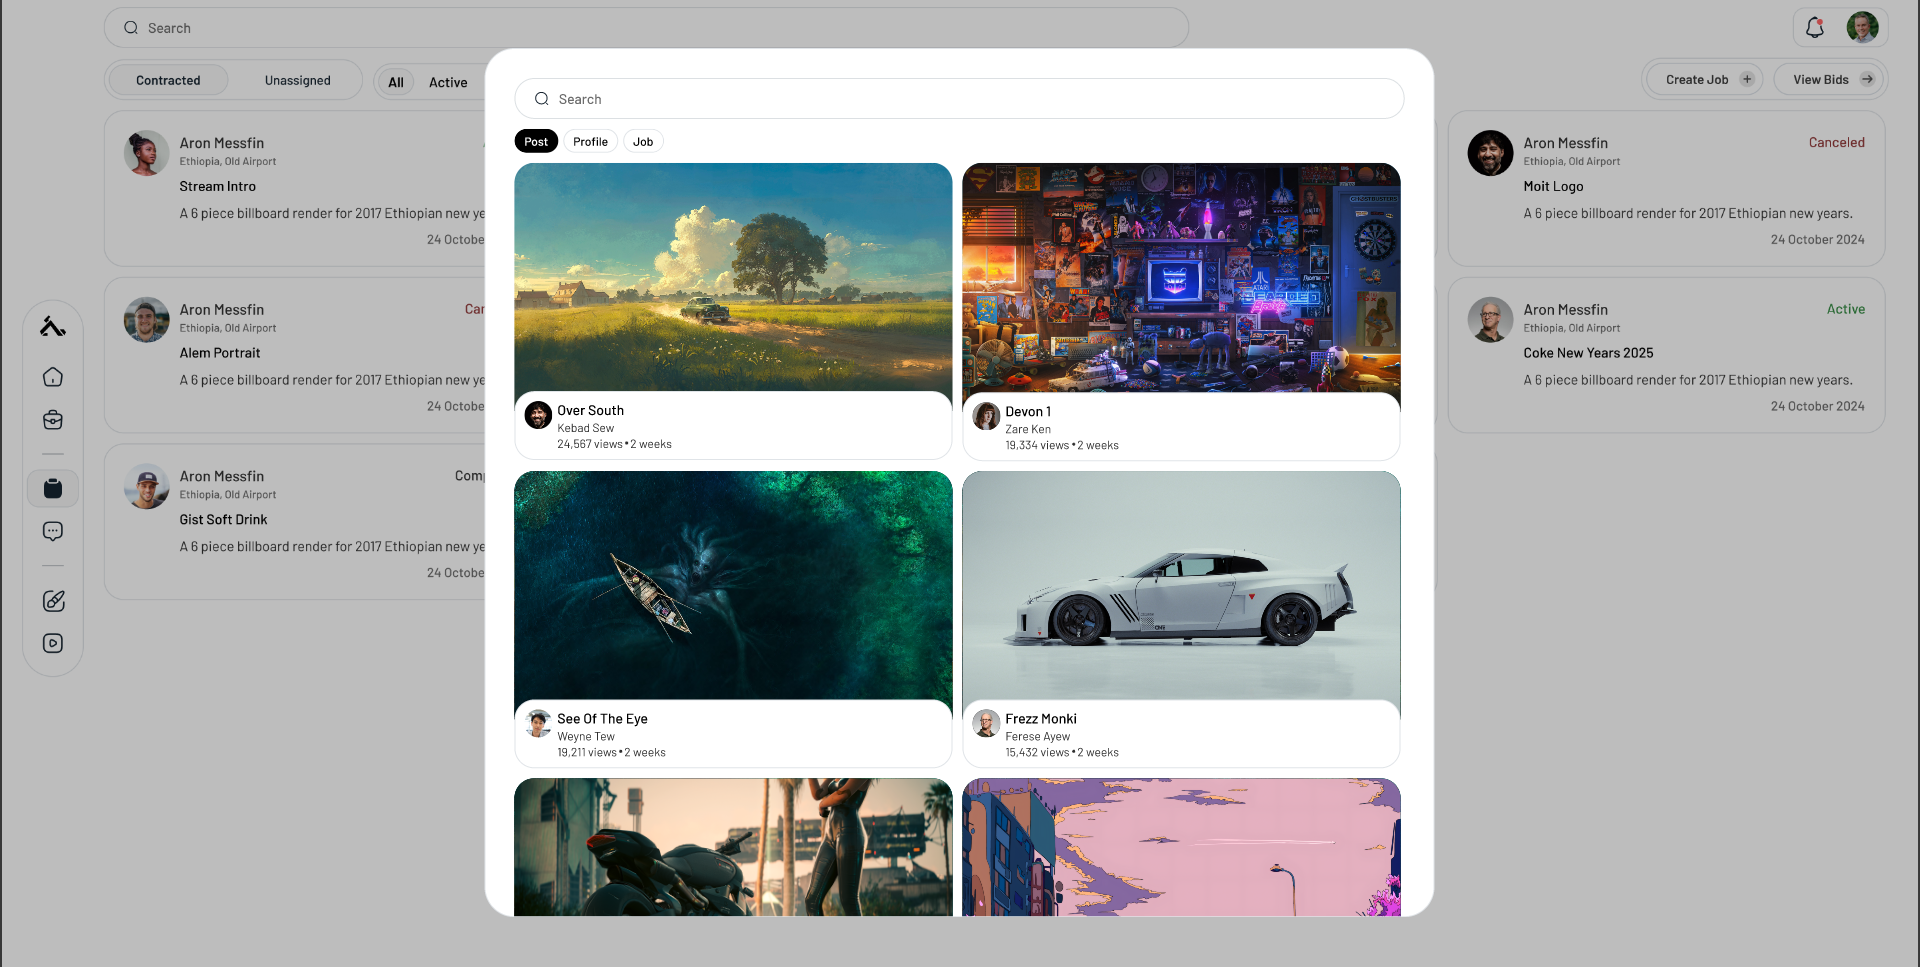 Search
Contracted
Unassigned
All
Active
Create Job
View Bids
Aron Messfin
Ethiopia, Old Airport
Stream Intro
A 6 piece billboard render for 2017 Ethiopian new ye
24 Octobe
Aron Messfin
Car
Ethiopia, Old Airport
Alem Portrait
A 6 piece billboard render for 2017 Ethiopian new ye
24 Octobe
Aron Messfin
Comp
Ethiopia, Old Airport
Gist Soft Drink
A 6 piece billboard render for 2017 Ethiopian new ye
24 Octobe
Search
Post
Profile
Job
Over South
Kebad Sew
24,567 views • 2 weeks
Devon 1
Zare Ken
19,334 views • 2 weeks
See Of The Eye
Weyne Tew
19,211 views • 2 weeks
Frezz Monki
Ferese Ayew
15,432 views • 2 weeks
Aron Messfin
Canceled
Ethiopia, Old Airport
Moit Logo
A 6 piece billboard render for 2017 Ethiopian new years.
24 October 2024
Aron Messfin
Active
Ethiopia, Old Airport
Coke New Years 2025
A 6 piece billboard render for 2017 Ethiopian new years.
24 October 2024